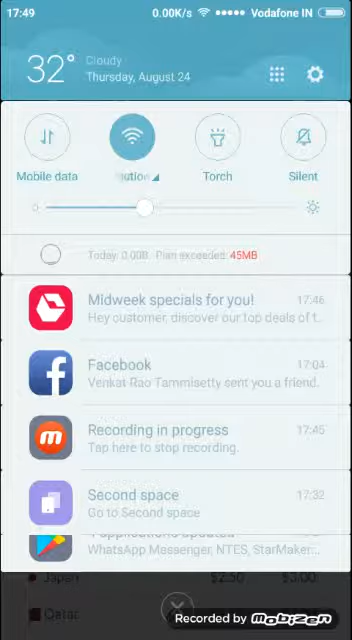 17:49 0.00K/s Vodafone IN
32° Cloudy
Thursday, August 24
Mobile data Torch Silent
Today: 0.00B Plan exceeded: 45MB
Midweek specials for you! 17:46
Hey customer, discover our top deals of t..
Facebook 17:04
Venkat Rao Tammisetty sent you a friend..
Recording in progress 17:45
Tap here to stop recording.
Second space 17:32
Go to Second space
applications updated
WhatsApp Messenger, NTES, StarMaker:..
Japan $2.50 $3.00
Qatar
Recorded by Mobizen